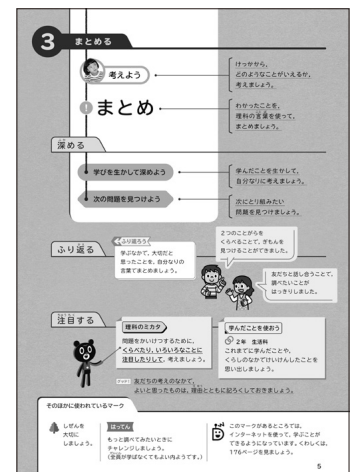 3 まとめる
考えよう
けっかから、
どのようなことがいえるか、
考えましょう。
! まとめ
わかったことを、
理科の言葉を使って、
まとめましょう。
深める
学びを生かして深めよう
学んだことを生かして、
自分なりに考えましょう。
次の問題を見つけよう
次にとり組みたい
問題を見つけましょう。
ふり返る
ふり返ろう
学ぶなかで、大切だと
思ったことを、自分なりの
言葉でまとめましょう。
2つのことがらを
くらべることで、ぎもんを
見つけることができました。
友だちと話し合うことで、
調べたいことが
はっきりしました。
注目する
理科のミカタ
問題をかいけつするために、
くらべたり、いろいろなことに
注目したりして、考えましょう。
学んだことを使おう
2年 生活科
これまでに学んだことや、
くらしのなかでけいけんしたことを
思い出しましょう。
友だちの考えのなかで、
よいと思ったものは、理由とともに記ろくしておきましょう。
そのほかに使われているマーク
しぜんを
大切に
しましょう。
はってん
もっと調べてみたいときに
チャレンジしましょう。
(全員が学ばなくてもよい内ようです。)
このマークがあるところでは、
インターネットを使って、学ぶことが
できるようになっています。くわしくは、
176ページを見ましょう。
5